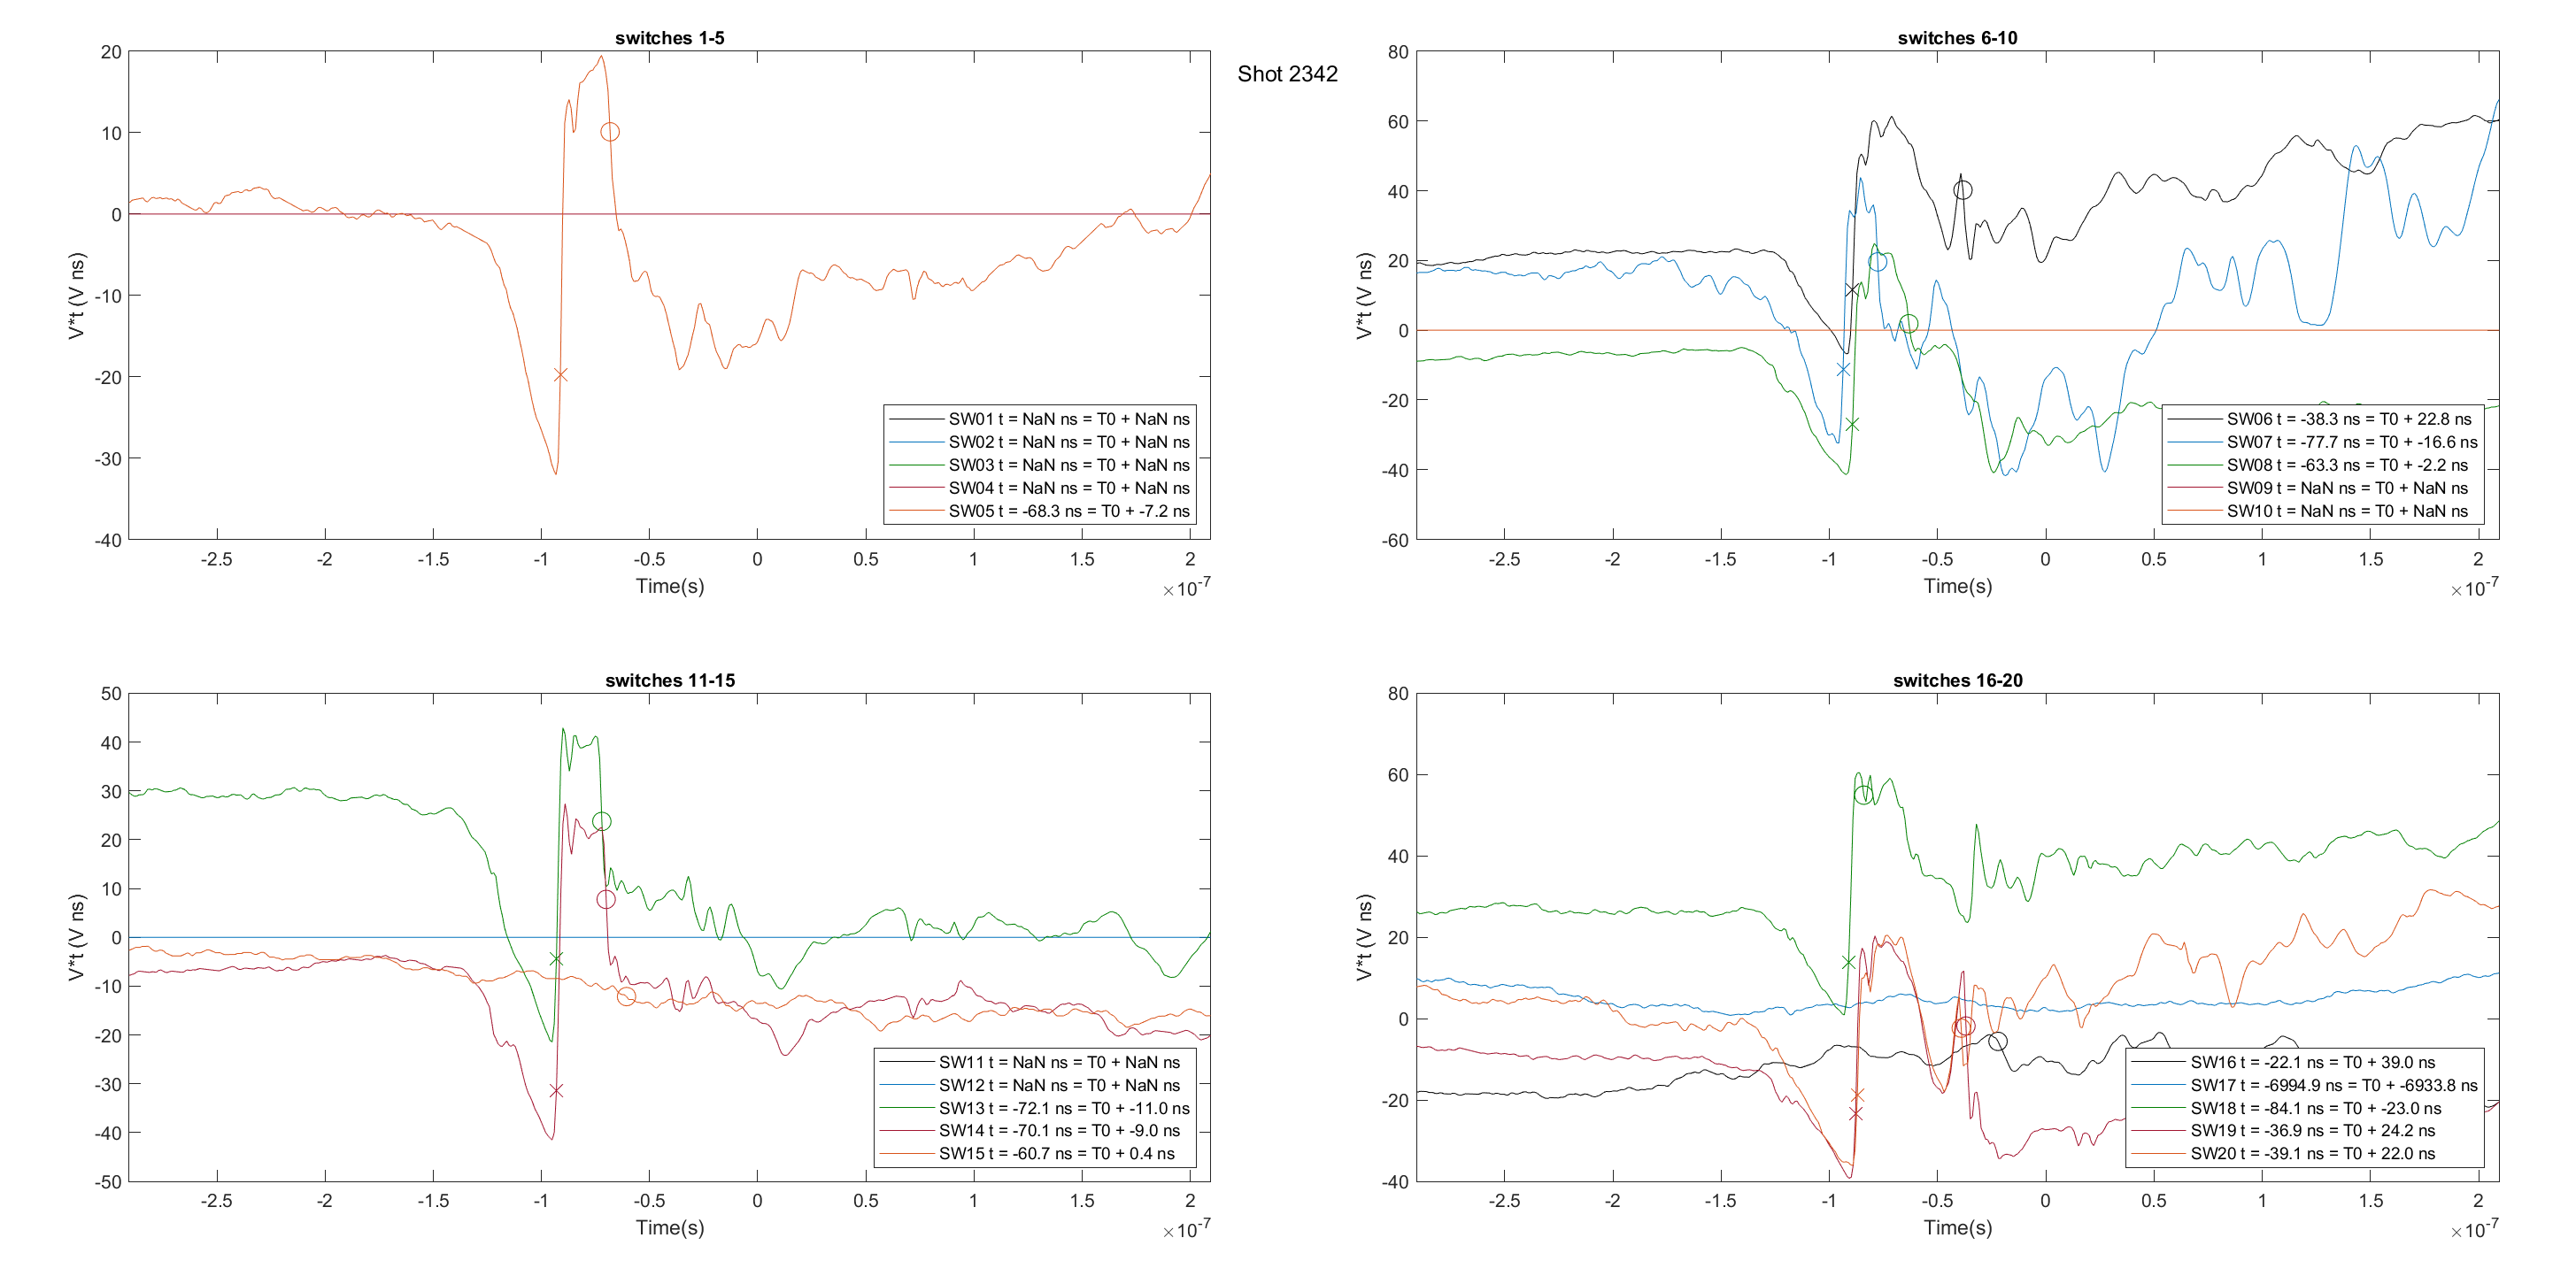 Shot 2342
switches 1-5
20
10
0
-10
-20
-30
-40
V*t (V ns)
-2.5 -2 -1.5 -1 -0.5 0 0.5 1 1.5 2
Time(s)
×10-7
SW01 t = NaN ns = T0 + NaN ns
SW02 t = NaN ns = T0 + NaN ns
SW03 t = NaN ns = T0 + NaN ns
SW04 t = NaN ns = T0 + NaN ns
SW05 t = -68.3 ns = T0 + -7.2 ns
switches 6-10
80
60
40
20
0
-20
-40
-60
V*t (V ns)
-2.5 -2 -1.5 -1 -0.5 0 0.5 1 1.5 2
Time(s)
×10-7
SW06 t = -38.3 ns = T0 + 22.8 ns
SW07 t = -77.7 ns = T0 + -16.6 ns
SW08 t = -63.3 ns = T0 + -2.2 ns
SW09 t = NaN ns = T0 + NaN ns
SW10 t = NaN ns = T0 + NaN ns
switches 11-15
50
40
30
20
10
0
-10
-20
-30
-40
-50
V*t (V ns)
-2.5 -2 -1.5 -1 -0.5 0 0.5 1 1.5 2
Time(s)
×10-7
SW11 t = NaN ns = T0 + NaN ns
SW12 t = NaN ns = T0 + NaN ns
SW13 t = -72.1 ns = T0 + -11.0 ns
SW14 t = -70.1 ns = T0 + -9.0 ns
SW15 t = -60.7 ns = T0 + 0.4 ns
switches 16-20
80
60
40
20
0
-20
-40
V*t (V ns)
-2.5 -2 -1.5 -1 -0.5 0 0.5 1 1.5 2
Time(s)
×10-7
SW16 t = -22.1 ns = T0 + 39.0 ns
SW17 t = -6994.9 ns = T0 + -6933.8 ns
SW18 t = -84.1 ns = T0 + -23.0 ns
SW19 t = -36.9 ns = T0 + 24.2 ns
SW20 t = -39.1 ns = T0 + 22.0 ns